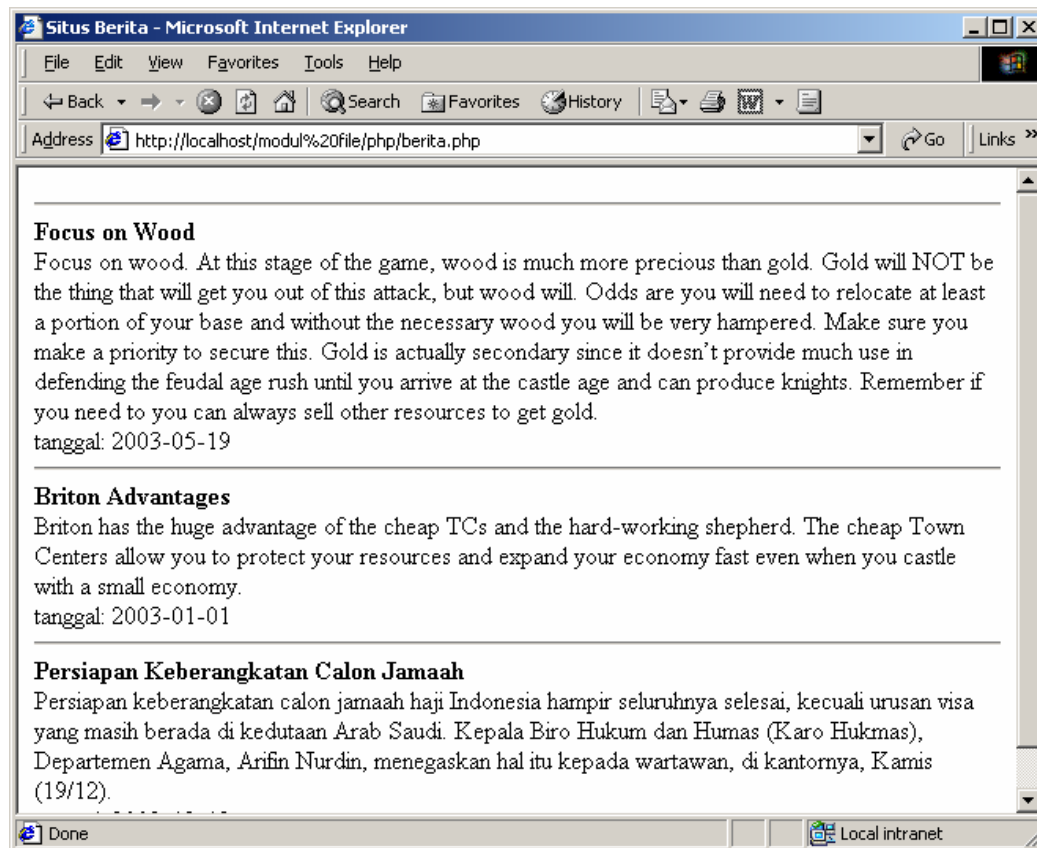 Situs Berita - Microsoft Internet Explorer
File Edit View Favorites Tools Help
Back Search Favorites History
Address http://localhost/modul%20file/php/berita.php Go Links »
Focus on Wood
Focus on wood. At this stage of the game, wood is much more precious than gold. Gold will NOT be
the thing that will get you out of this attack, but wood will. Odds are you will need to relocate at least
a portion of your base and without the necessary wood you will be very hampered. Make sure you
make a priority to secure this. Gold is actually secondary since it doesn’t provide much use in
defending the feudal age rush until you arrive at the castle age and can produce knights. Remember if
you need to you can always sell other resources to get gold.
tanggal: 2003-05-19
Briton Advantages
Briton has the huge advantage of the cheap TCs and the hard-working shepherd. The cheap Town
Centers allow you to protect your resources and expand your economy fast even when you castle
with a small economy.
tanggal: 2003-01-01
Persiapan Keberangkatan Calon Jamaah
Persiapan keberangkatan calon jamaah haji Indonesia hampir seluruhnya selesai, kecuali urusan visa
yang masih berada di kedutaan Arab Saudi. Kepala Biro Hukum dan Humas (Karo Hukmas),
Departemen Agama, Arifin Nurdin, menegaskan hal itu kepada wartawan, di kantornya, Kamis
(19/12).
Done Local intranet